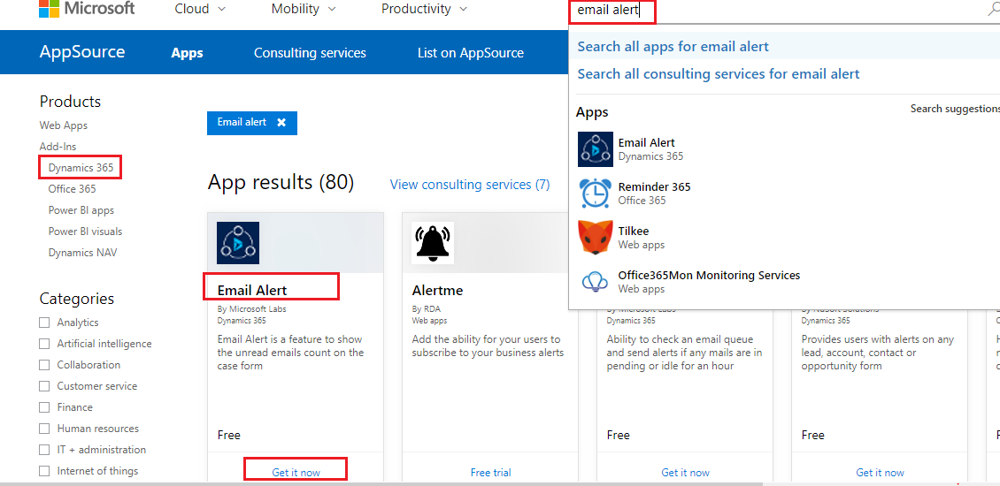 Microsoft
Cloud
Mobility
Productivity
email alert
AppSource
Apps
Consulting services
List on AppSource
Search all apps for email alert
Search all consulting services for email alert
Apps
Search suggestions
Email Alert
Dynamics 365
Reminder 365
Office 365
Tilkee
Web apps
Office365Mon Monitoring Services
Web apps
Products
Web Apps
Add-Ins
Dynamics 365
Office 365
Power BI apps
Power BI visuals
Dynamics NAV
Categories
Analytics
Artificial intelligence
Collaboration
Customer service
Finance
Human resources
IT + administration
Internet of things
Email alert
App results (80)
View consulting services (7)
Email Alert
By Microsoft Labs
Dynamics 365
Email Alert is a feature to show
the unread emails count on the
case form
Free
Get it now
Alertme
By RDA
Web apps
Add the ability for your users to
subscribe to your business alerts
Free trial
Dynamics 365
Ability to check an email queue
and send alerts if any mails are in
pending or idle for an hour
Free
Get it now
Dynamics 365
Provides users with alerts on any
lead, account, contact or
opportunity form
Free
Get it now